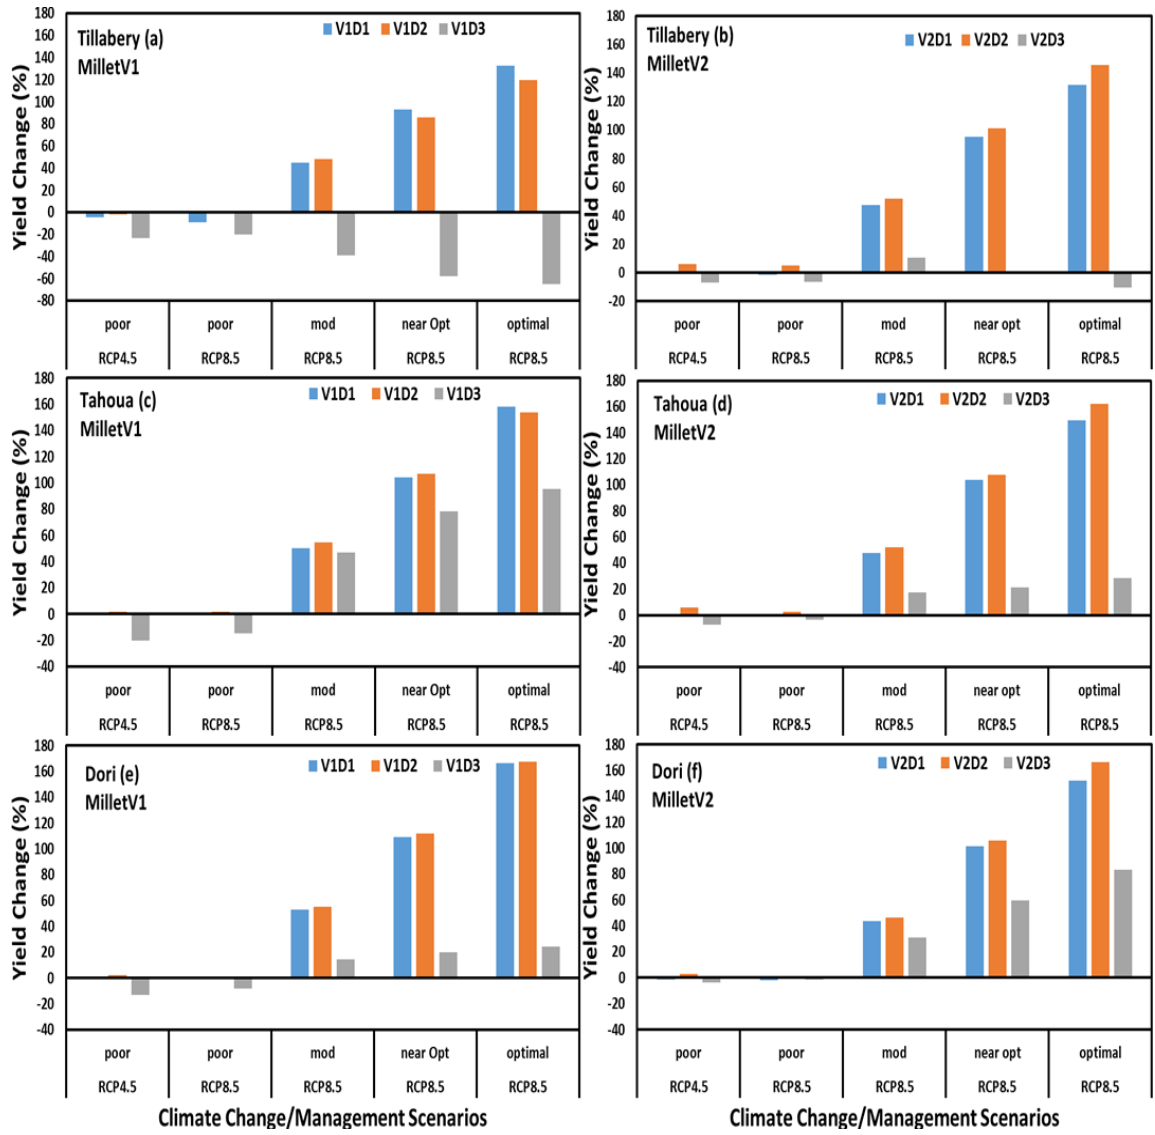 Tillabery (a)
MilletV1
V1D1 V1D2 V1D3
Yield Change (%)
180
160
140
120
100
80
60
40
20
0
-20
-40
-60
-80
poor poor mod near Opt optimal
RCP4.5 RCP8.5 RCP8.5 RCP8.5 RCP8.5
Tillabery (b)
MilletV2
V2D1 V2D2 V2D3
Yield Change (%)
180
160
140
120
100
80
60
40
20
0
-20
poor poor mod near opt optimal
RCP4.5 RCP8.5 RCP8.5 RCP8.5 RCP8.5
Tahoua (c)
MilletV1
V1D1 V1D2 V1D3
Yield Change (%)
180
160
140
120
100
80
60
40
20
0
-20
-40
poor poor mod near Opt optimal
RCP4.5 RCP8.5 RCP8.5 RCP8.5 RCP8.5
Tahoua (d)
MilletV2
V2D1 V2D2 V2D3
Yield Change (%)
180
160
140
120
100
80
60
40
20
0
-20
-40
poor poor mod near opt optimal
RCP4.5 RCP8.5 RCP8.5 RCP8.5 RCP8.5
Dori (e)
MilletV1
V1D1 V1D2 V1D3
Yield Change (%)
180
160
140
120
100
80
60
40
20
0
-20
-40
poor poor mod near Opt optimal
RCP4.5 RCP8.5 RCP8.5 RCP8.5 RCP8.5
Climate Change/Management Scenarios
Dori (f)
MilletV2
V2D1 V2D2 V2D3
Yield Change (%)
180
160
140
120
100
80
60
40
20
0
-20
-40
poor poor mod near opt optimal
RCP4.5 RCP8.5 RCP8.5 RCP8.5 RCP8.5
Climate Change/Management Scenarios